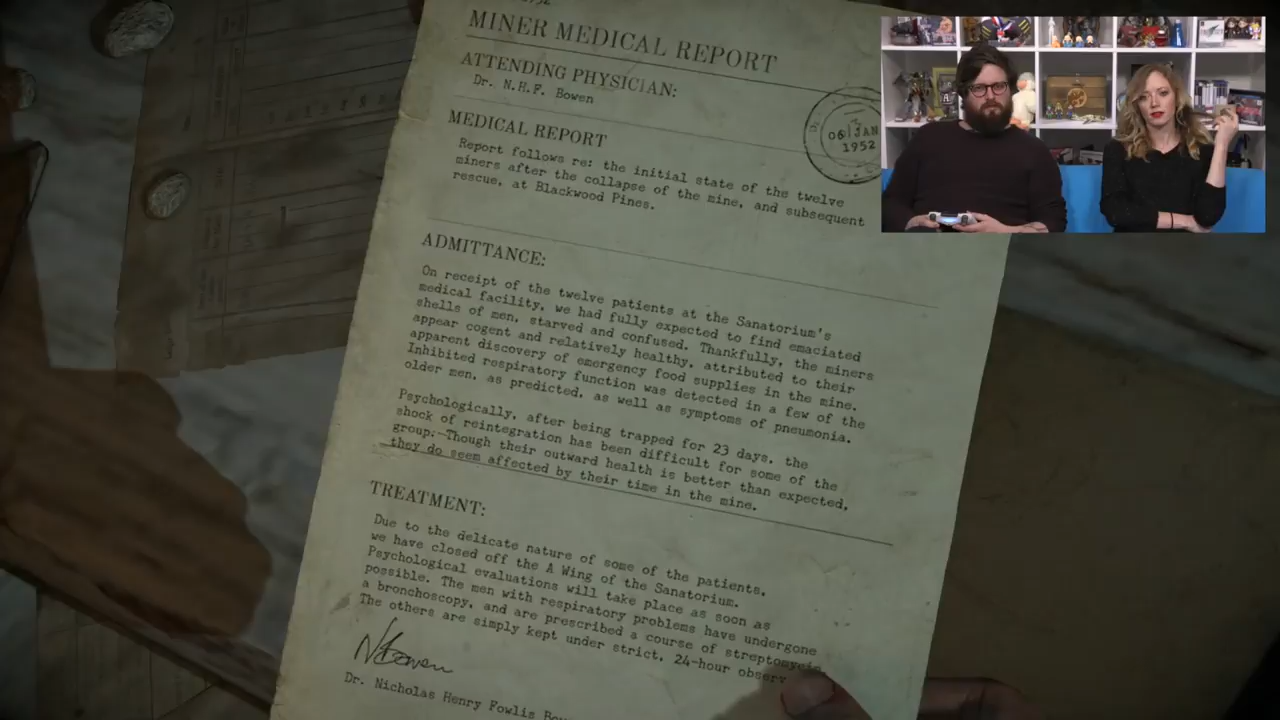 MINER MEDICAL REPORT
ATTENDING PHYSICIAN:
Dr. N.H.F. Bowen
MEDICAL REPORT
06 JAN
1952
Report follows re: the initial state of the twelve
miners after the collapse of the mine, and subsequent
rescue, at Blackwood Pines.
ADMITTANCE:
On receipt of the twelve patients at the Sanatorium's
medical facility, we had fully expected to find emaciated
shells of men, starved and confused. Thankfully, the miners
appear cogent and relatively healthy, attributed to their
apparent discovery of emergency food supplies in the mine.
Inhibited respiratory function was detected in a few of the
older men, as predicted, as well as symptoms of pneumonia.
Psychologically, after being trapped for 23 days, the
shock of reintegration has been difficult for some of the
group. Though their outward health is better than expected,
they do seem affected by their time in the mine.
TREATMENT:
Due to the delicate nature of some of the patients,
we have closed off the A Wing of the Sanatorium.
Psychological evaluations will take place as soon as
possible. The men with respiratory problems have undergone
a bronchoscopy, and are prescribed a course of streptomycin.
The others are simply kept under strict, 24-hour observ
NBowen
Dr. Nicholas Henry Fowlis Bow